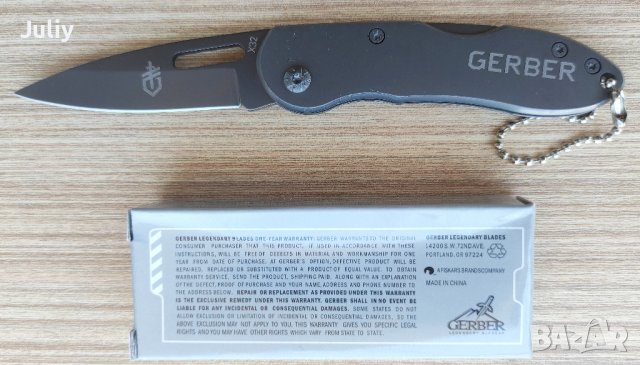 Juliy
X32
GERBER
GERBER LEGENDARY BLADES ONE-YEAR WARRANTY: GERBER WARRANTS TO THE ORIGINAL
CONSUMER PURCHASER THAT THIS PRODUCT, IF USED IN ACCORDANCE WITH THESE
INSTRUCTIONS, WILL BE FREE OF DEFECTS IN MATERIAL AND WORKMANSHIP FOR ONE
YEAR FROM DATE OF PURCHASE. AT GERBER'S OPTION, DEFECTIVE PRODUCT WILL BE
REPAIRED, REPLACED OR SUBSTITUTED WITH A PRODUCT OF EQUAL VALUE TO OBTAIN
WARRANTY SERVICE, SEND THE PRODUCT, SHIPPING PAID, ALONG WITH AN EXPLANATION
OF THE DEFECT, PROOF OF PURCHASE AND YOUR NAME, ADDRESS AND PHONE NUMBER TO
THE ADDRESS BELOW. REPAIR OR REPLACEMENT AS PROVIDED UNDER THIS WARRANTY
IS THE EXCLUSIVE REMEDY UNDER THIS WARRANTY. GERBER SHALL IN NO EVENT BE
LIABLE FOR ANY INCIDENTAL OR CONSEQUENTIAL DAMAGES. SOME STATES DO NOT
ALLOW EXCLUSION OR LIMITATION OF INCIDENTAL OR CONSEQUENTIAL DAMAGES, SO THE
EXCLUSION MAY NOT APPLY TO YOU. THIS WARRANTY GIVES YOU SPECIFIC LEGAL
RIGHTS AND YOU MAY HAVE OTHER RIGHTS WHICH VARY FROM STATE TO STATE.
GERBER LEGENDARY BLADES
14200 S.W. 72ND AVE.
PORTLAND, OR 97224
AFISKARS BRANDS COMPANY
MADE IN CHINA
GERBER
LEGENDARY BLADES
BAZAR